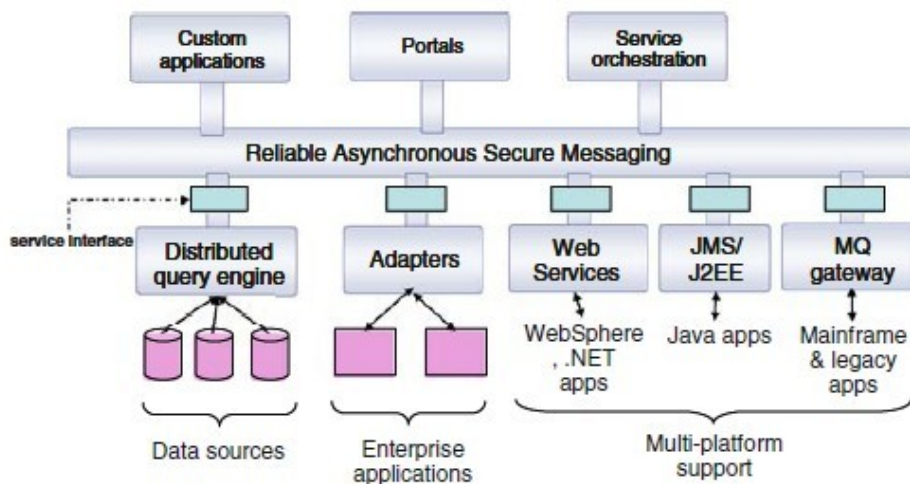 Custom
applications
Portals
Service
orchestration
Reliable Asynchronous Secure Messaging
service interface
Distributed
query engine
Adapters
Web
Services
JMS/
J2EE
MQ
gateway
WebSphere
, .NET
apps
Java apps
Mainframe
& legacy
apps
Data sources
Enterprise
applications
Multi-platform
support